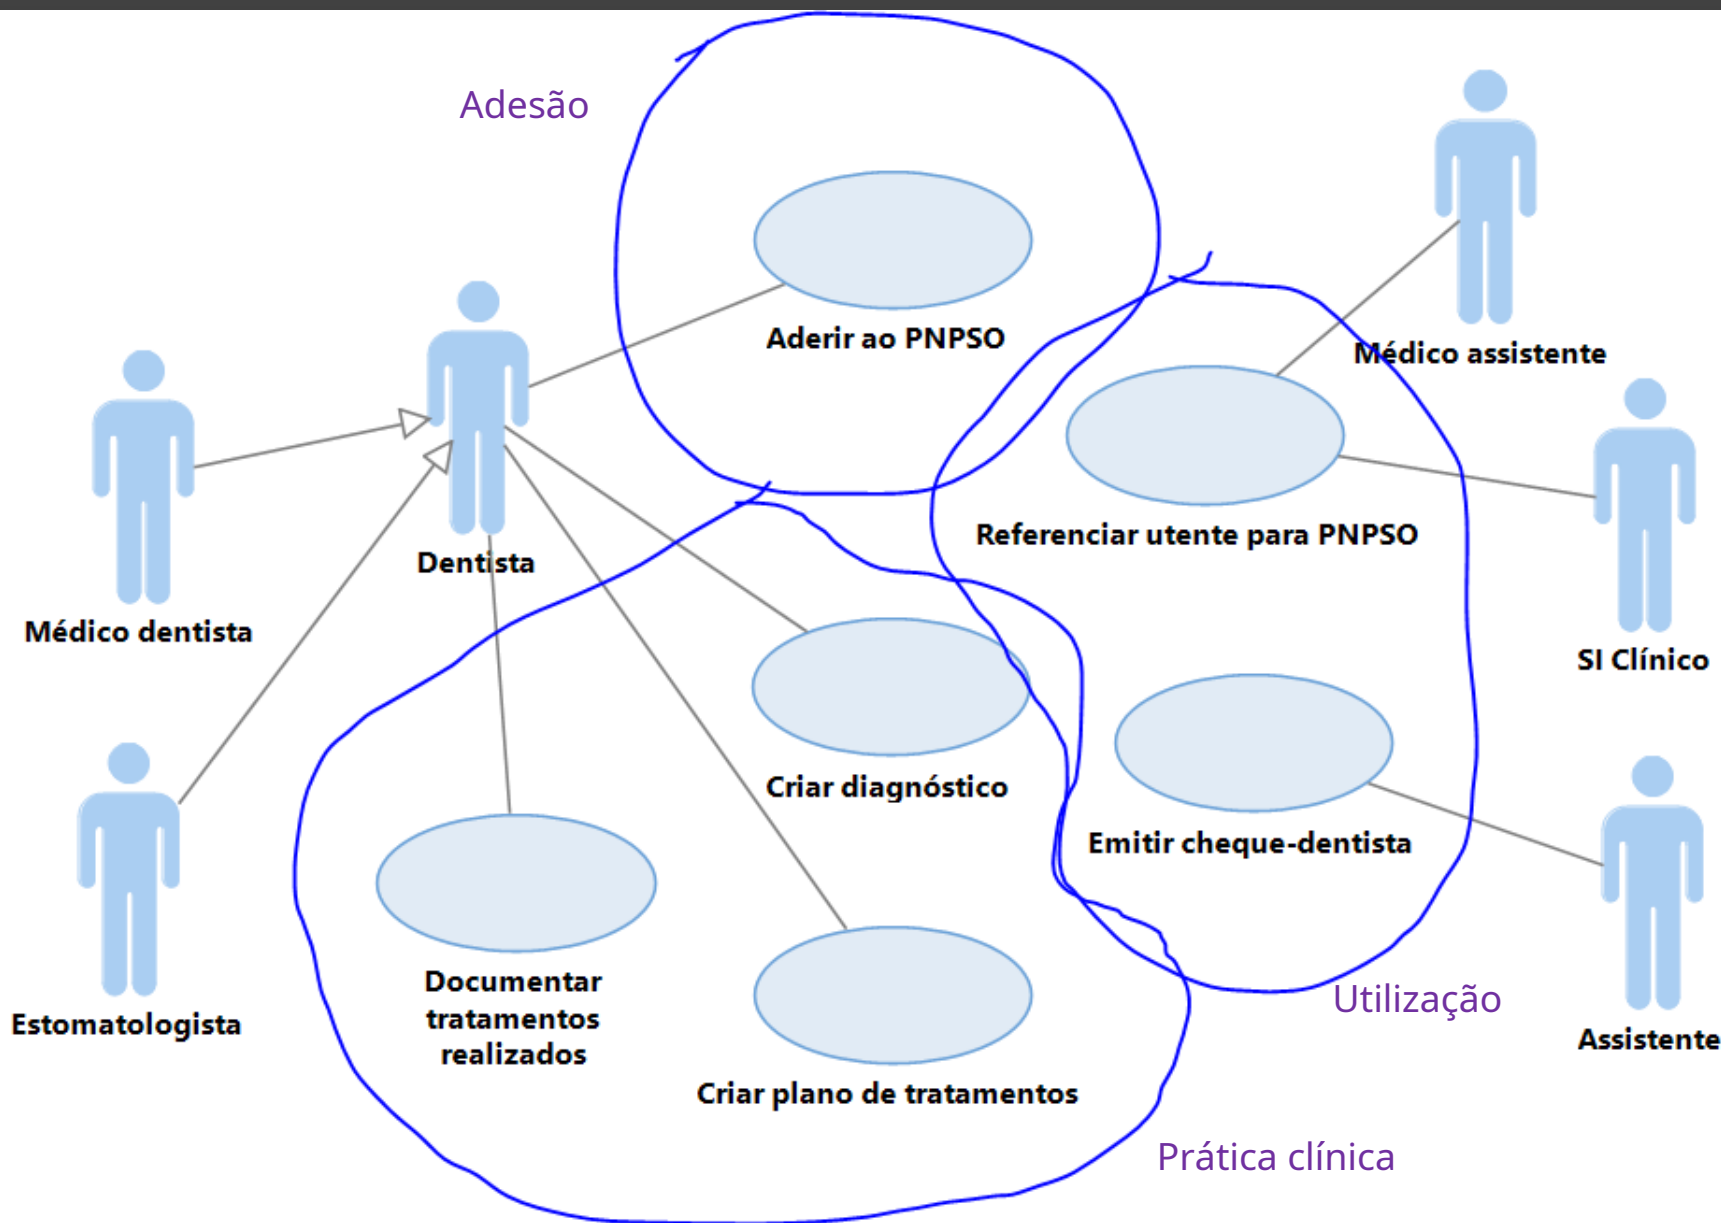 Adesão
Aderir ao PNPSO
Médico assistente
Referenciar utente para PNPSO
Dentista
Médico dentista
SI Clínico
Criar diagnóstico
Emitir cheque-dentista
Documentar
tratamentos
realizados
Estomatologista
Utilização
Assistente
Criar plano de tratamentos
Prática clínica